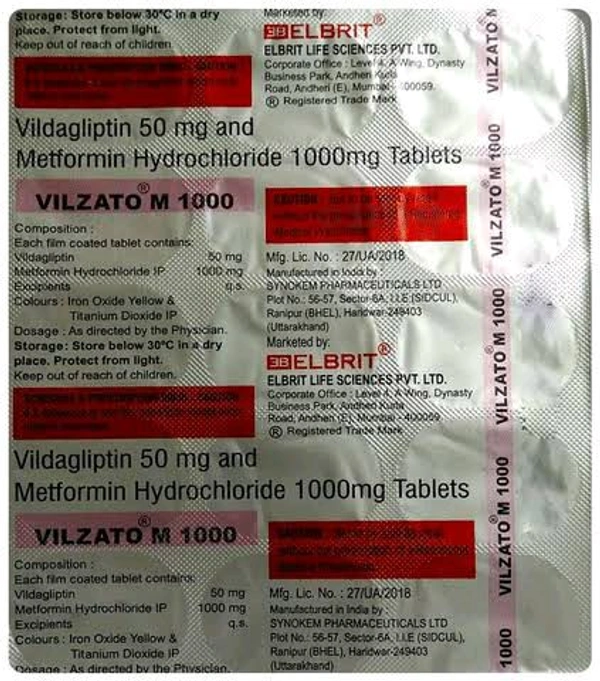 Storage: Store below 30°C in a dry
place. Protect from light.
Keep out of reach of children.
Marketed by:
ELBRIT®
ELBRIT LIFE SCIENCES PVT. LTD.
Corporate Office : Level 4, A Wing, Dynasty
Business Park, Andheri Kurla
Road, Andheri (E), Mumbai - 400059.
® Registered Trade Mark
Vildagliptin 50 mg and
Metformin Hydrochloride 1000mg Tablets
VILZATO® M 1000
Composition :
Each film coated tablet contains:
Vildagliptin 50 mg
Metformin Hydrochloride IP 1000 mg
Excipients q.s.
Colours : Iron Oxide Yellow &
Titanium Dioxide IP
Dosage : As directed by the Physician.
Storage: Store below 30°C in a dry
place. Protect from light.
Keep out of reach of children.
CAUTION
Mfg. Lic. No. : 27/UA/2018
Manufactured in India by :
SYNOKEM PHARMACEUTICALS LTD
Plot No.: 56-57, Sector-6A, I.I.E (SIDCUL),
Ranipur (BHEL), Haridwar-249403
(Uttarakhand)
Marketed by:
ELBRIT®
ELBRIT LIFE SCIENCES PVT. LTD.
Corporate Office : Level 4, A Wing, Dynasty
Business Park, Andheri Kurla
Road, Andheri (E), Mumbai - 400059
® Registered Trade Mark
Vildagliptin 50 mg and
Metformin Hydrochloride 1000mg Tablets
VILZATO® M 1000
Composition :
Each film coated tablet contains:
Vildagliptin 50 mg
Metformin Hydrochloride IP 1000 mg
Excipients q.s.
Colours : Iron Oxide Yellow &
Titanium Dioxide IP
Dosage : As directed by the Physician.
Mfg. Lic. No. : 27/UA/2018
Manufactured in India by :
SYNOKEM PHARMACEUTICALS LTD
Plot No.: 56-57, Sector-6A, I.I.E (SIDCUL),
Ranipur (BHEL), Haridwar-249403
(Uttarakhand)
VILZATO M
VILZATO® M 1000
VILZATO® M 1000
VILZATO® M 1000
1000